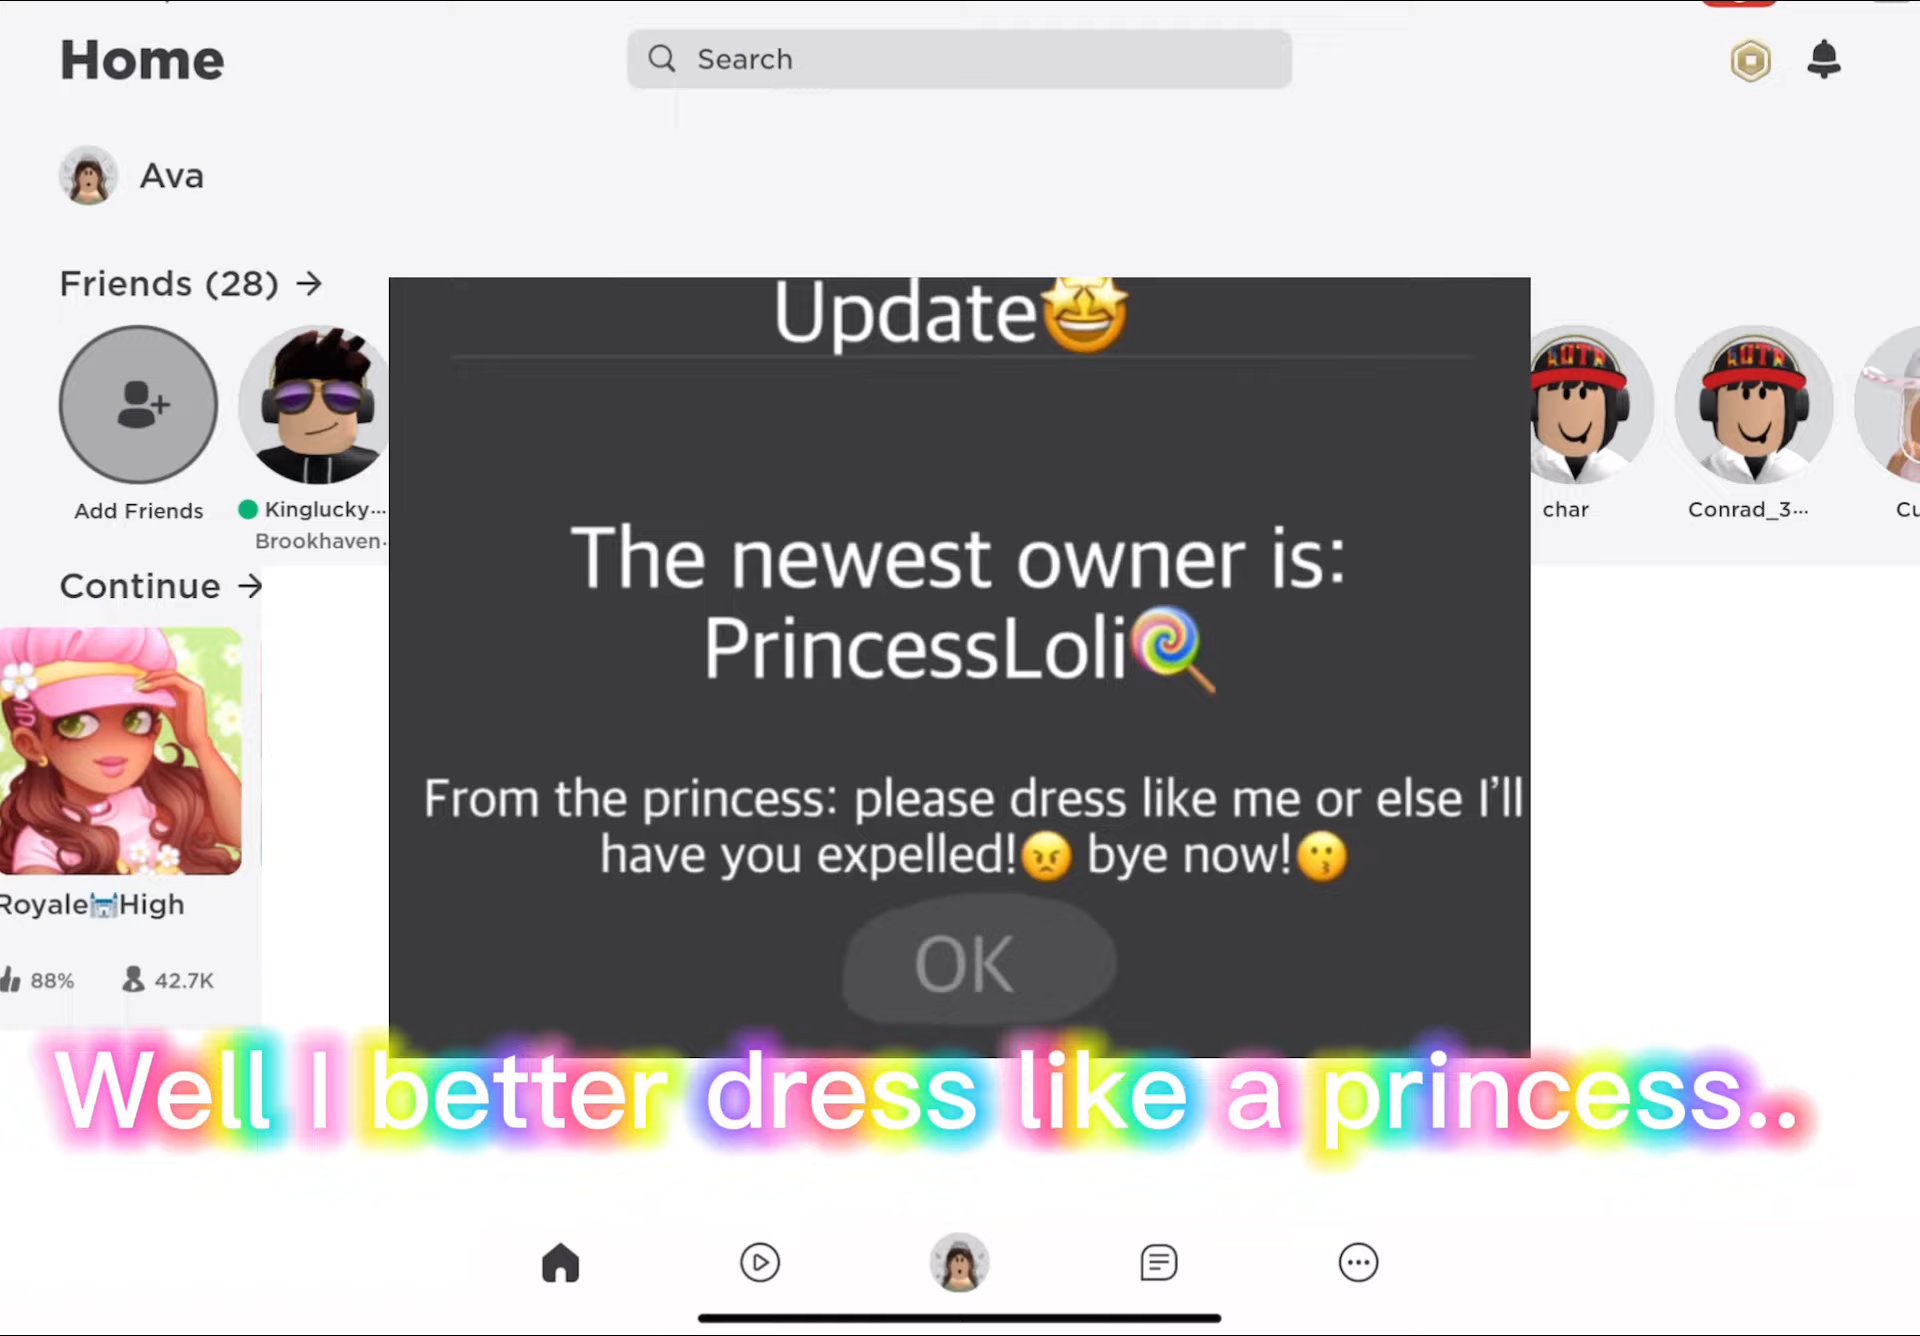 Home
Search
Ava
Friends (28) →
Update🤩
LOTR
Add Friends
Kinglucky...
char
Conrad_3...
Cu
Brookhaven.
The newest owner is:
Continue →
PrincessLoli🍭
From the princess: please dress like me or else I'll
have you expelled!😠 bye now!😗
Royale🏰High
OK
88%
42.7K
Well I better dress like a princess..